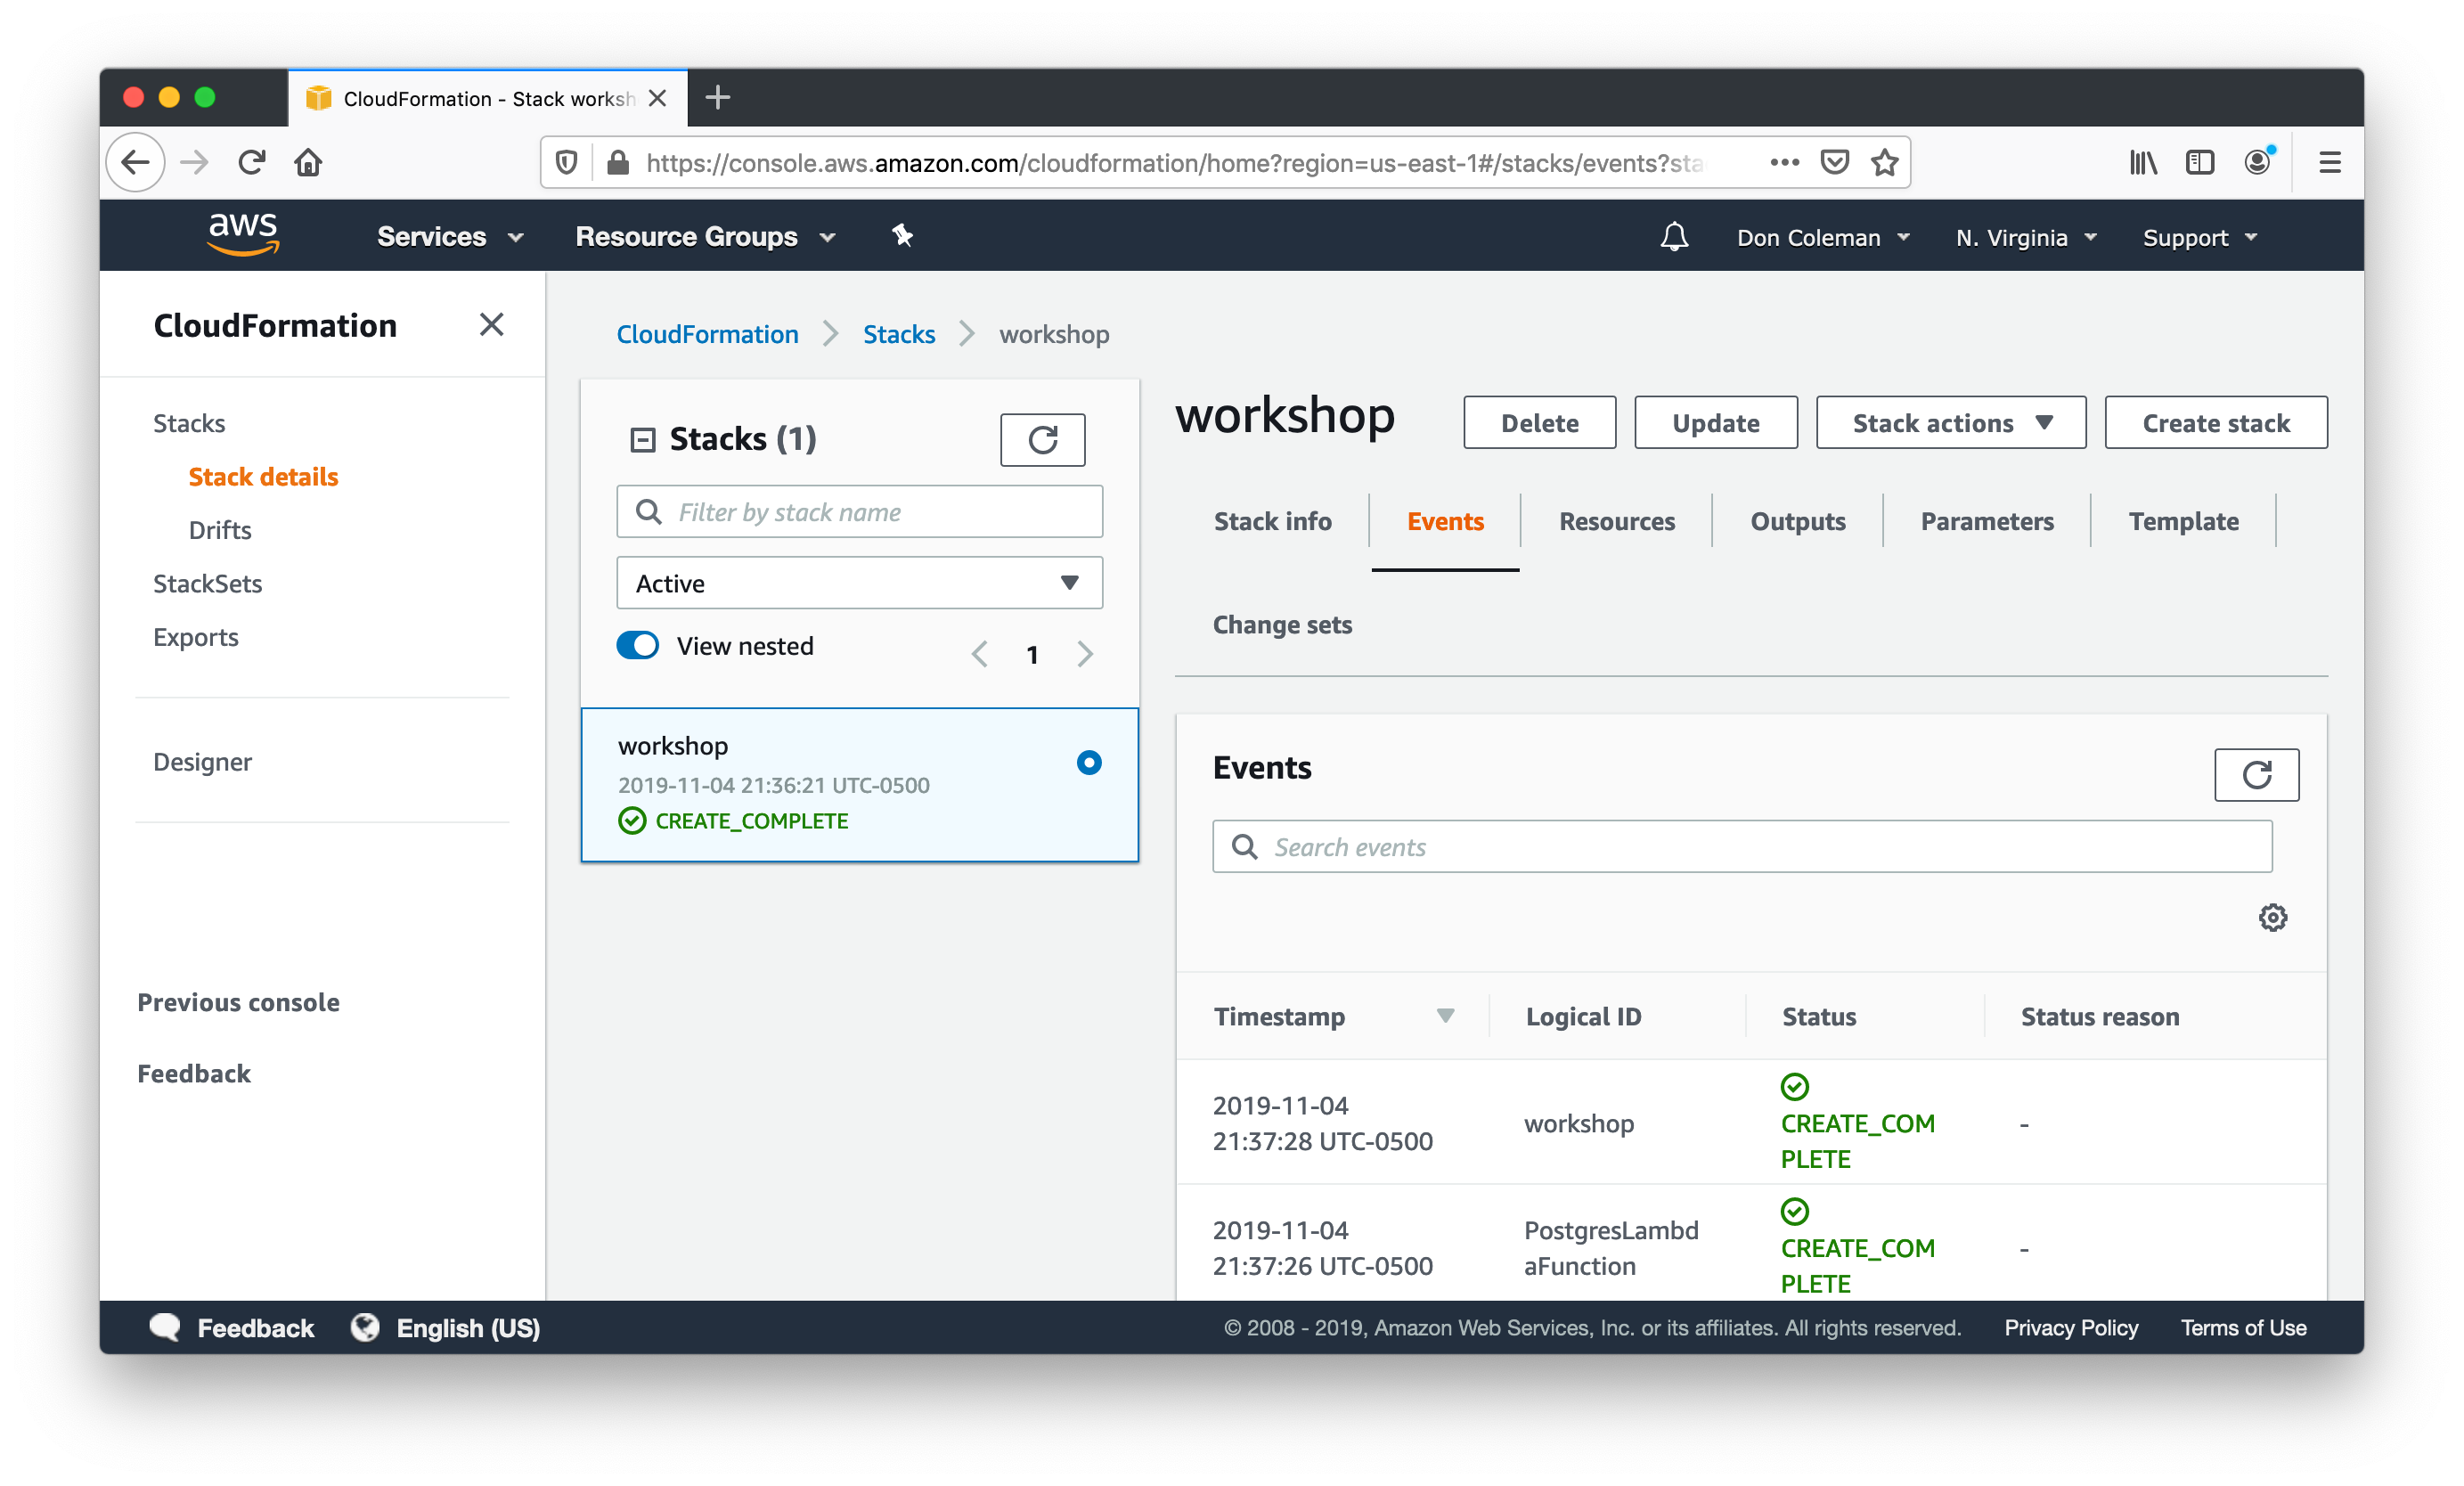 CloudFormation - Stack worksh
https://console.aws.amazon.com/cloudformation/home?region=us-east-1#/stacks/events?sta
aws Services Resource Groups Don Coleman N. Virginia Support
CloudFormation
Stacks
Stack details
Drifts
StackSets
Exports
Designer
Previous console
Feedback
CloudFormation Stacks workshop
Stacks (1)
Filter by stack name
Active
View nested 1
workshop
2019-11-04 21:36:21 UTC-0500
CREATE_COMPLETE
workshop Delete Update Stack actions Create stack
Stack info Events Resources Outputs Parameters Template
Change sets
Events
Search events
Timestamp Logical ID Status Status reason
2019-11-04
21:37:28 UTC-0500
workshop
CREATE_COM
PLETE
-
2019-11-04
21:37:26 UTC-0500
PostgresLambd
aFunction
CREATE_COM
PLETE
-
Feedback English (US) © 2008 - 2019, Amazon Web Services, Inc. or its affiliates. All rights reserved. Privacy Policy Terms of Use